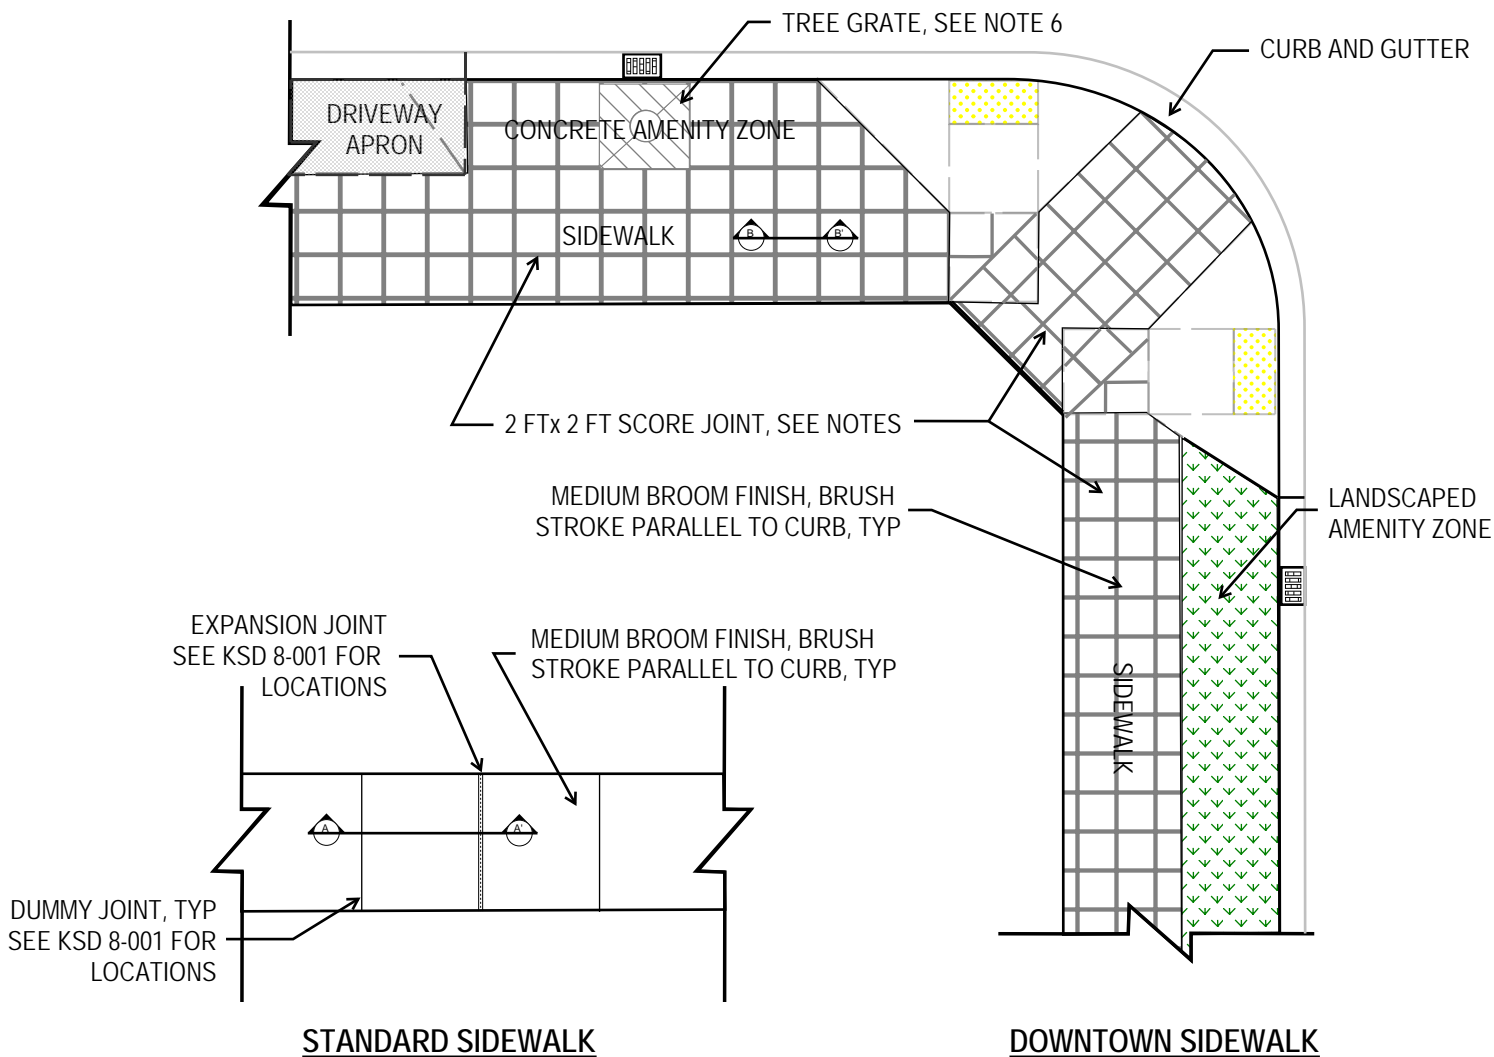 TREE GRATE, SEE NOTE 6
CURB AND GUTTER
DRIVEWAY
APRON
CONCRETE AMENITY ZONE
SIDEWALK
B
B'
2 FTx 2 FT SCORE JOINT, SEE NOTES
MEDIUM BROOM FINISH, BRUSH
STROKE PARALLEL TO CURB, TYP
LANDSCAPED
AMENITY ZONE
SIDEWALK
EXPANSION JOINT
SEE KSD 8-001 FOR
LOCATIONS
MEDIUM BROOM FINISH, BRUSH
STROKE PARALLEL TO CURB, TYP
A
A'
DUMMY JOINT, TYP
SEE KSD 8-001 FOR
LOCATIONS
STANDARD SIDEWALK
DOWNTOWN SIDEWALK